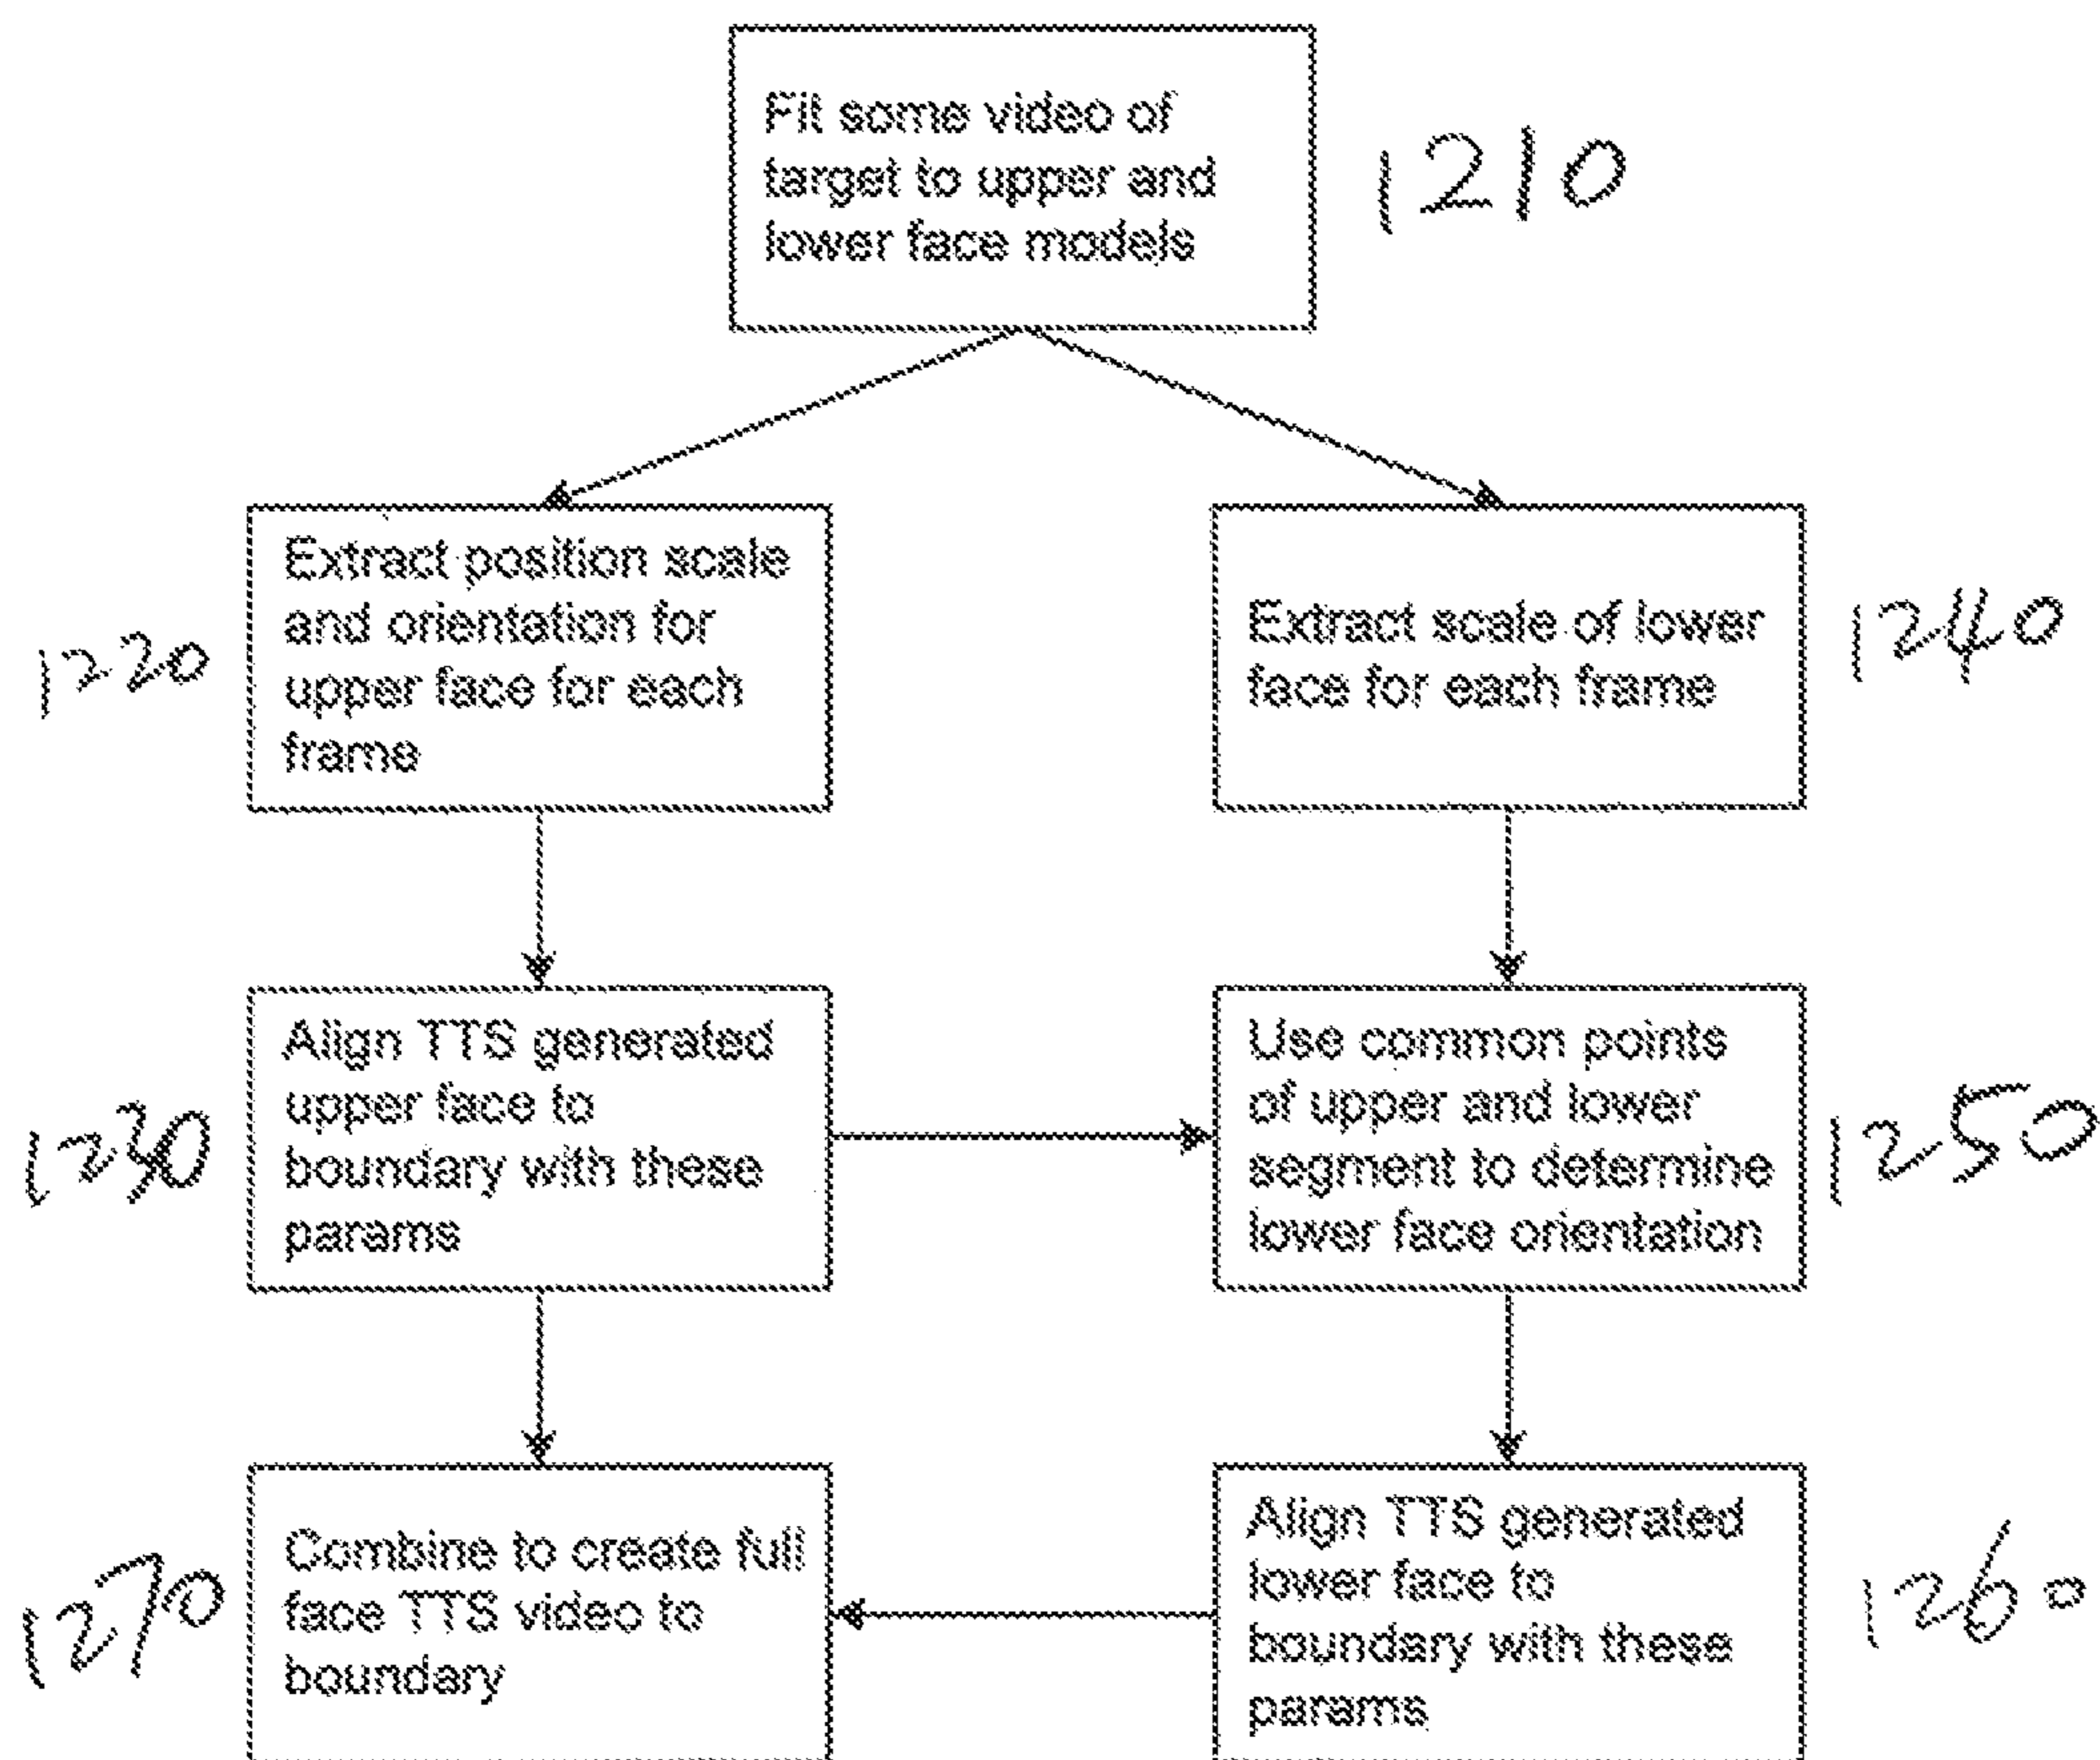 Fit some video of
target to upper and
lower face models
1210
Extract position scale
and orientation for
upper face for each
frame
1220
Extract scale of lower
face for each frame
1240
Align TTS generated
upper face to
boundary with these
params
1230
Use common points
of upper and lower
segment to determine
lower face orientation
1250
Combine to create full
face TTS video to
boundary
1270
Align TTS generated
lower face to
boundary with these
params
1260